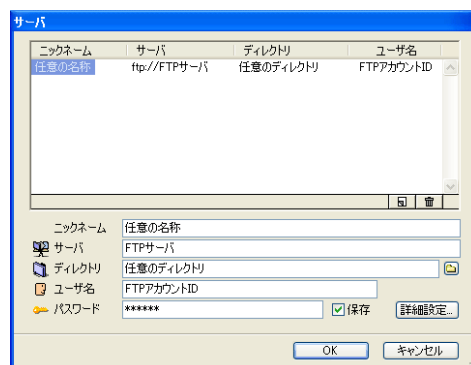 サーバ
ニックネーム サーバ ディレクトリ ユーザ名
任意の名称 ftp://FTPサーバ 任意のディレクトリ FTPアカウントID
ニックネーム 任意の名称
サーバ FTPサーバ
ディレクトリ 任意のディレクトリ
ユーザ名 FTPアカウントID
パスワード ****** 保存 詳細設定...
OK キャンセル